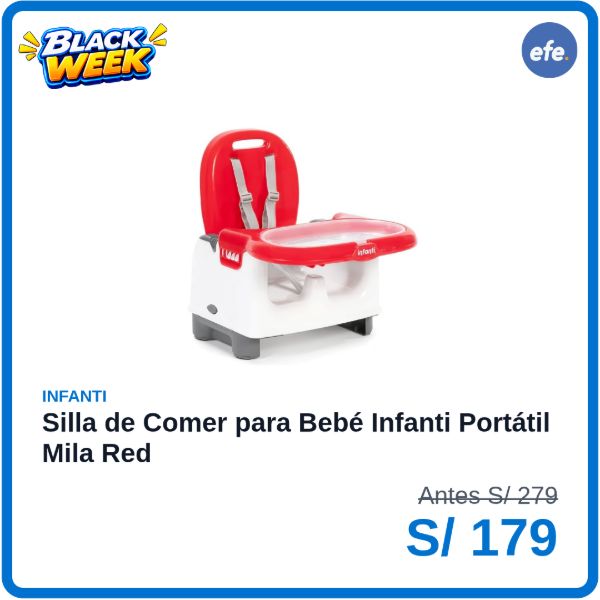 BLACK
WEEK
efe.
infanti
INFANTI
Silla de Comer para Bebé Infanti Portátil
Mila Red
Antes S/ 279
S/ 179